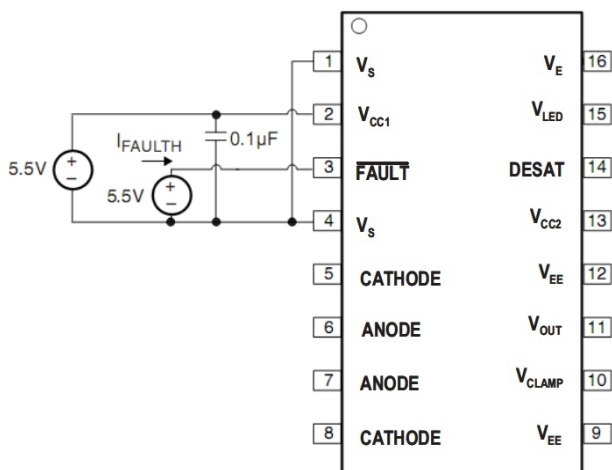 1 V_S
V_E 16
2 V_CC1
V_LED 15
I_FAULTH
0.1µF
5.5V
3 FAULT
DESAT 14
5.5V
4 V_S
V_CC2 13
5 CATHODE
V_EE 12
6 ANODE
V_OUT 11
7 ANODE
V_CLAMP 10
8 CATHODE
V_EE 9